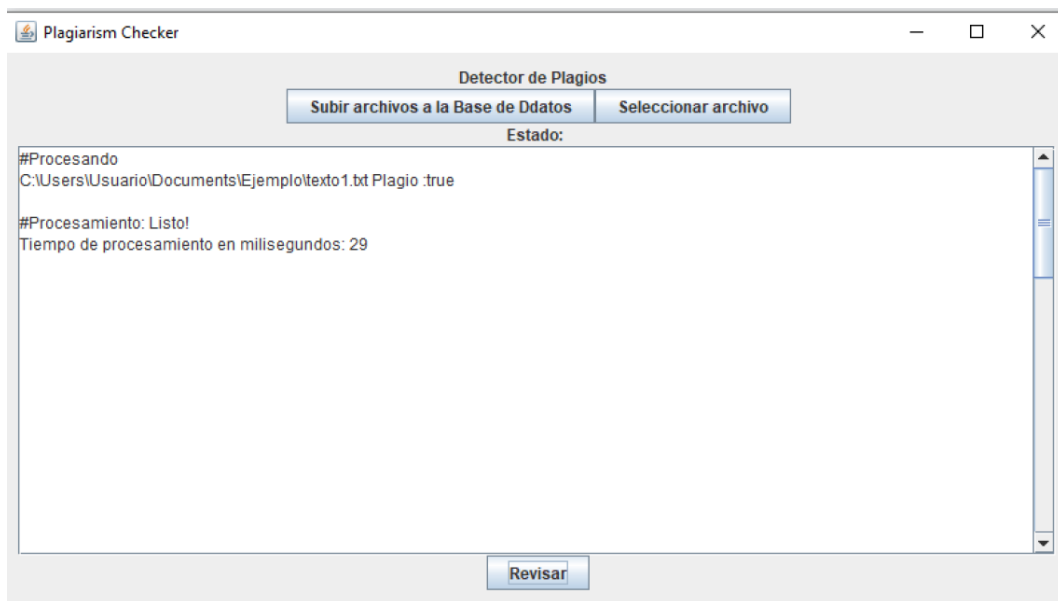 Plagiarism Checker
Detector de Plagios
Subir archivos a la Base de Ddatos Seleccionar archivo
Estado:
#Procesando
C:\Users\Usuario\Documents\Ejemplo\texto1.txt Plagio :true
#Procesamiento: Listo!
Tiempo de procesamiento en milisegundos: 29
Revisar